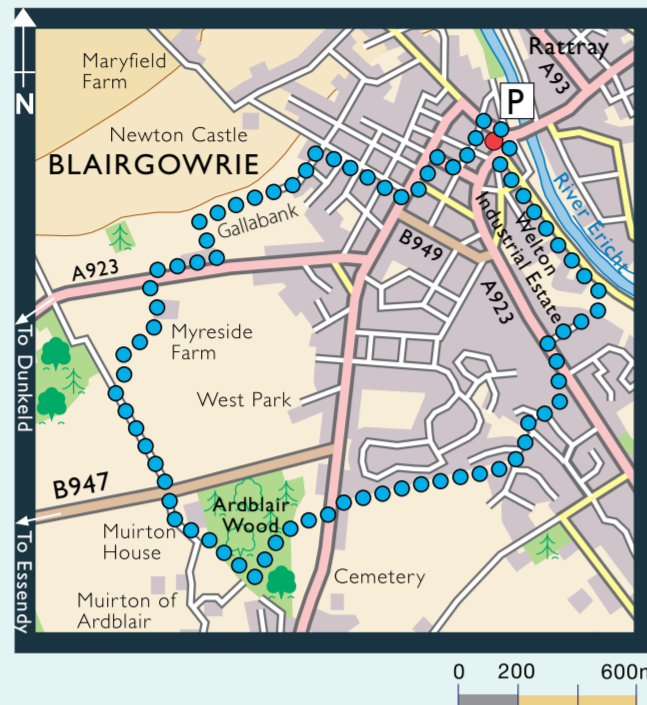 N
Maryfield
Farm
Rattray
A93
P
Newton Castle
BLAIRGOWRIE
Gallabank
River Ericht
Welton
Industrial Estate
B949
A923
A923
To Dunkeld
Myreside
Farm
West Park
B947
Ardblair
Wood
Muirton
House
To Essendy
Cemetery
Muirton of
Ardblair
0 200 600m